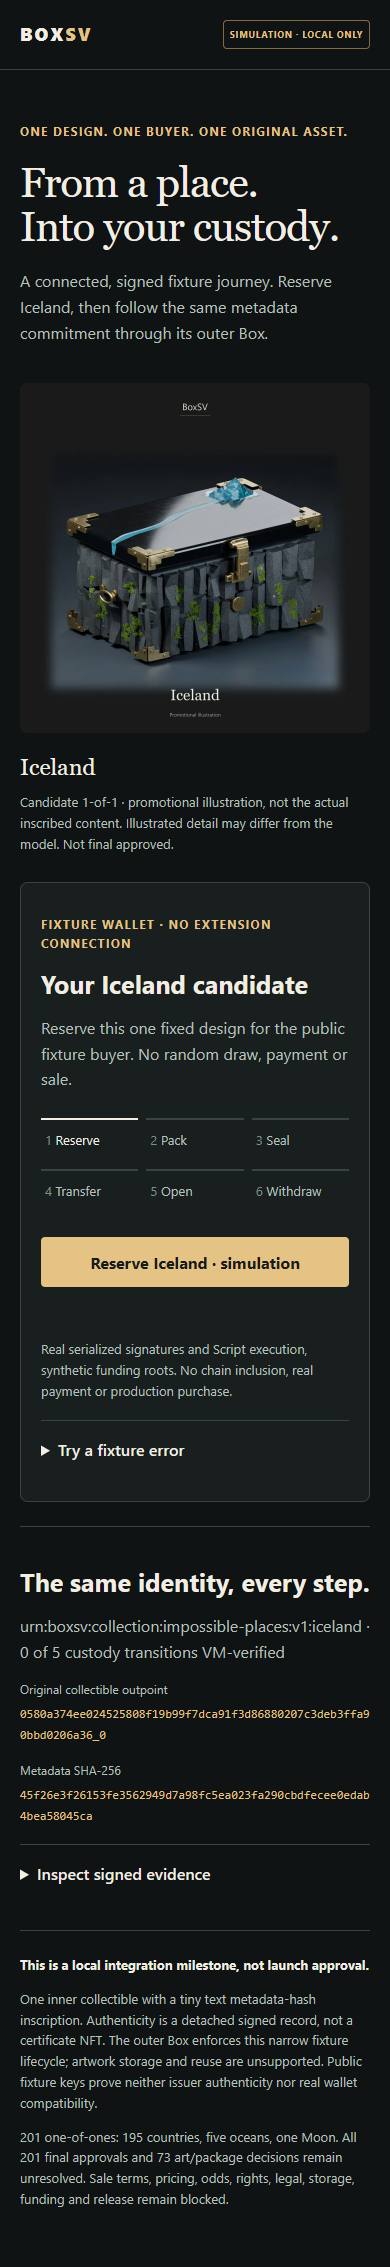 BOXSV
SIMULATION · LOCAL ONLY
ONE DESIGN. ONE BUYER. ONE ORIGINAL ASSET.
From a place.
Into your custody.
A connected, signed fixture journey. Reserve
Iceland, then follow the same metadata
commitment through its outer Box.
BoxSV
Iceland
Promotional illustration
Iceland
Candidate 1-of-1 · promotional illustration, not the actual
inscribed content. Illustrated detail may differ from the
model. Not final approved.
FIXTURE WALLET · NO EXTENSION
CONNECTION
Your Iceland candidate
Reserve this one fixed design for the public
fixture buyer. No random draw, payment or
sale.
1 Reserve
2 Pack
3 Seal
4 Transfer
5 Open
6 Withdraw
Reserve Iceland · simulation
Real serialized signatures and Script execution,
synthetic funding roots. No chain inclusion, real
payment or production purchase.
Try a fixture error
The same identity, every step.
urn:boxsv:collection:impossible-places:v1:iceland ·
0 of 5 custody transitions VM-verified
Original collectible outpoint
0580a374ee024525808f19b99f7dca91f3d86880207c3deb3ffa9
0bbd0206a36_0
Metadata SHA-256
45f26e3f26153fe3562949d7a98fc5ea023fa290cbdfecee0edab
4bea58045ca
Inspect signed evidence
This is a local integration milestone, not launch approval.
One inner collectible with a tiny text metadata-hash
inscription. Authenticity is a detached signed record, not a
certificate NFT. The outer Box enforces this narrow fixture
lifecycle; artwork storage and reuse are unsupported. Public
fixture keys prove neither issuer authenticity nor real wallet
compatibility.
201 one-of-ones: 195 countries, five oceans, one Moon. All
201 final approvals and 73 art/package decisions remain
unresolved. Sale terms, pricing, odds, rights, legal, storage,
funding and release remain blocked.